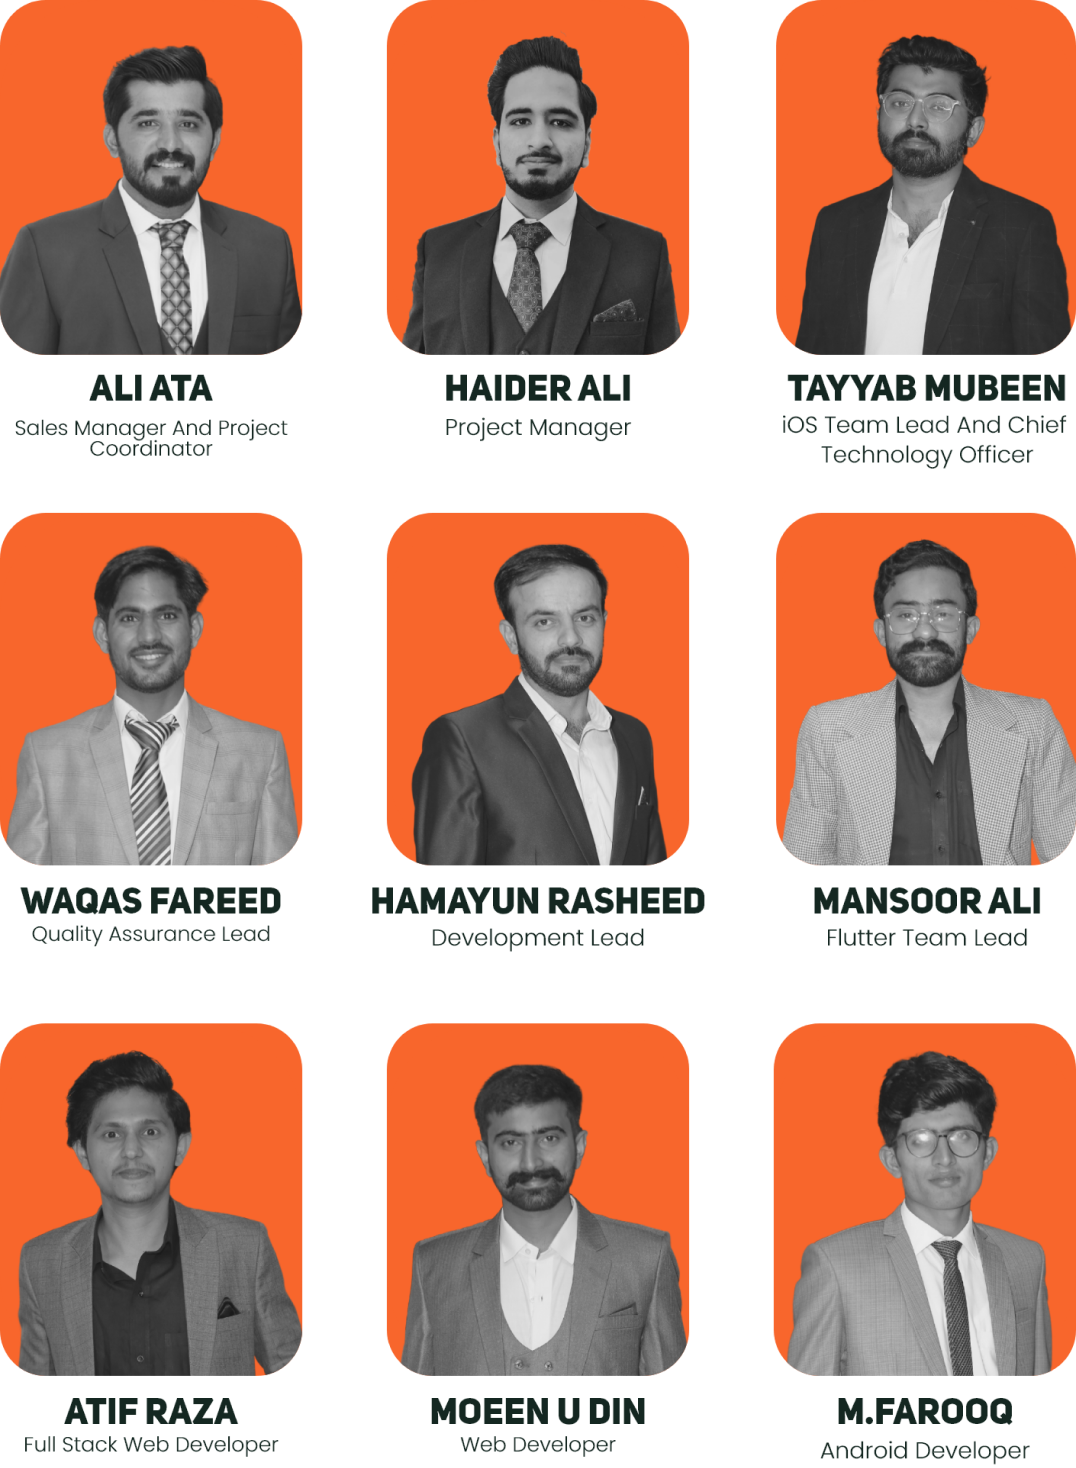 ALI ATA
Sales Manager And Project
Coordinator
HAIDER ALI
Project Manager
TAYYAB MUBEEN
iOS Team Lead And Chief
Technology Officer
WAQAS FAREED
Quality Assurance Lead
HAMAYUN RASHEED
Development Lead
MANSOOR ALI
Flutter Team Lead
ATIF RAZA
Full Stack Web Developer
MOEEN U DIN
Web Developer
M.FAROOQ
Android Developer